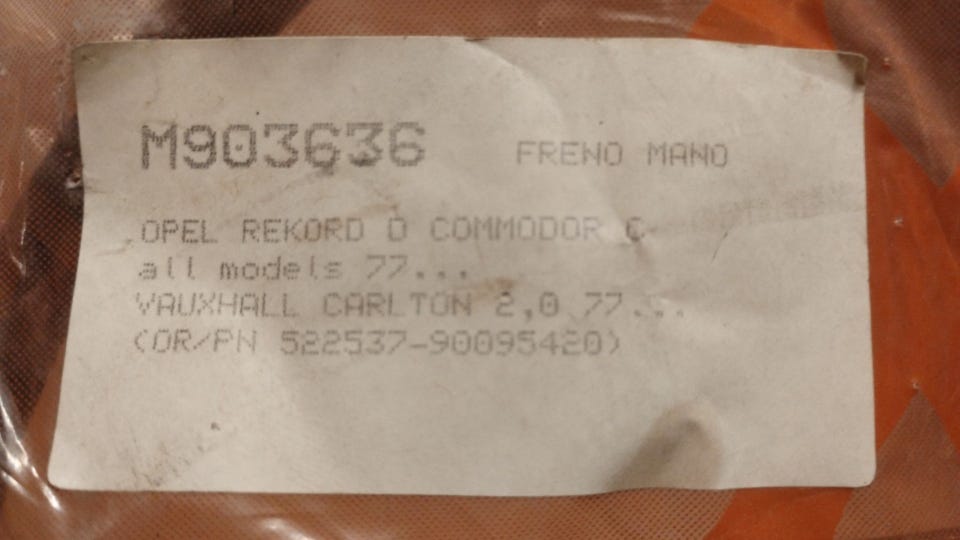 M903636 FRENO MANO
OPEL REKORD D COMMODOR C
all models 77...
VAUXHALL CARLTON 2,0 77...
(OR/PN 522537-90095420)